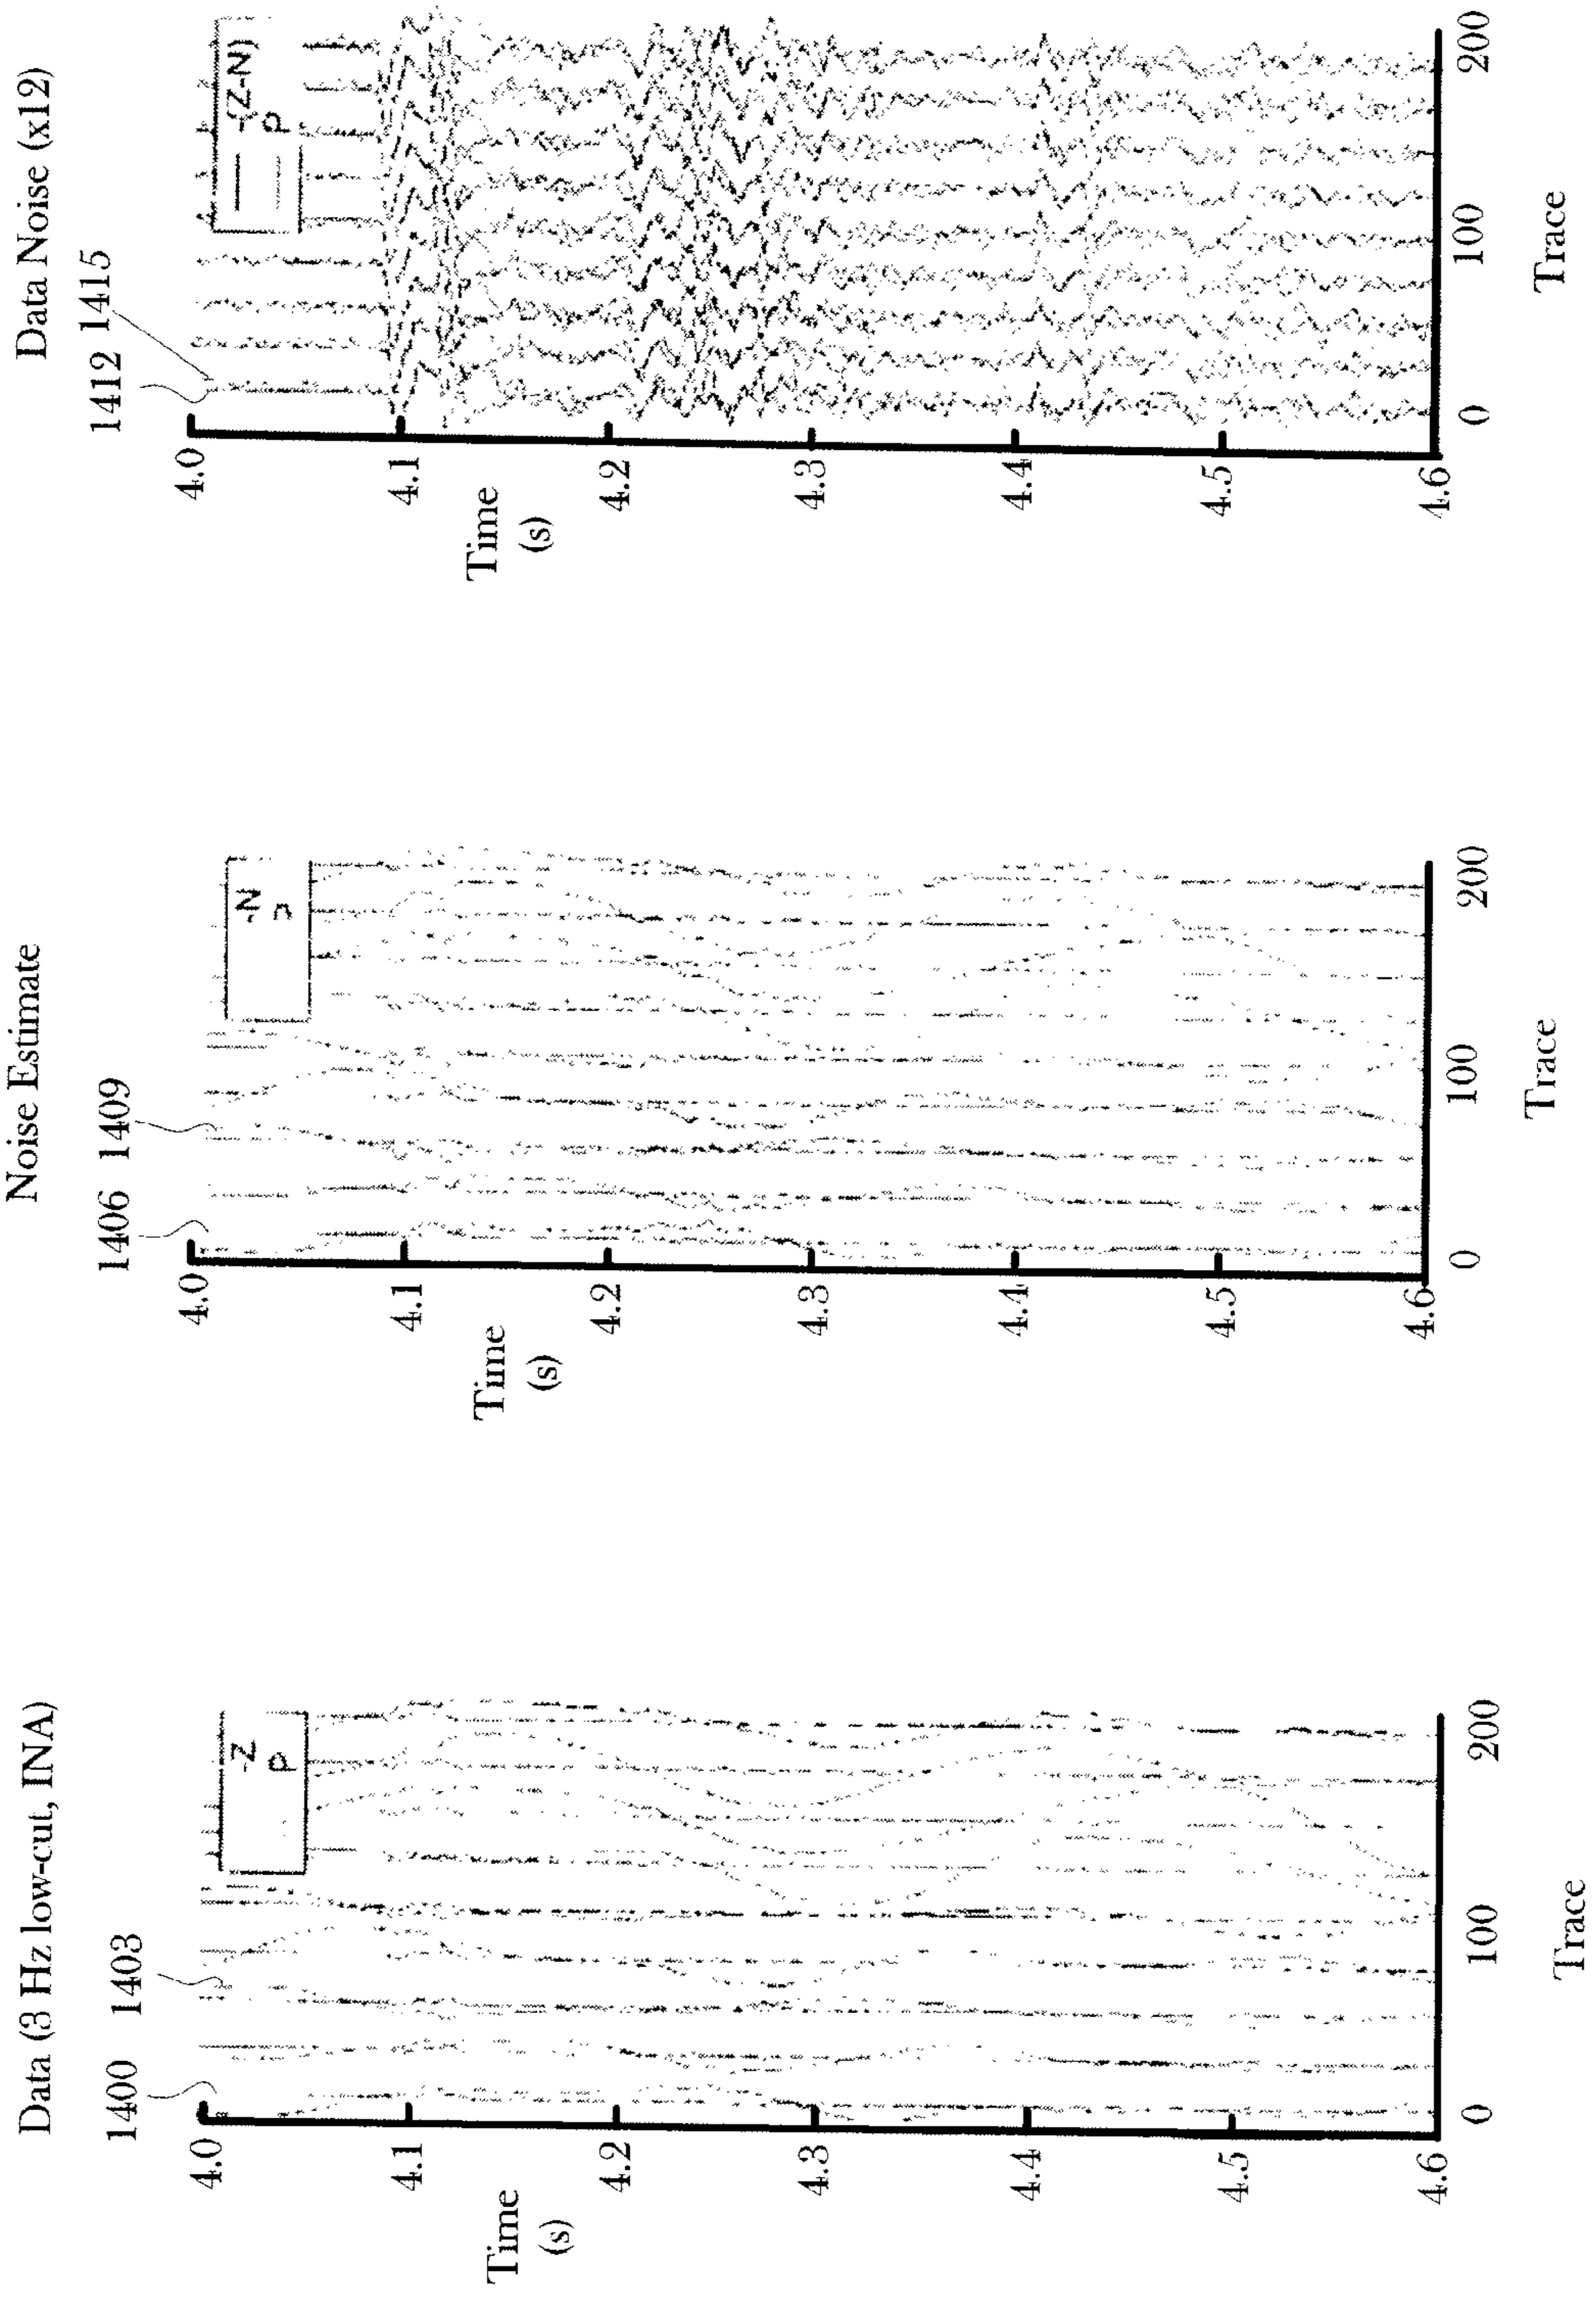 Data (3 Hz low-cut, INA)
1400
1403
-Z
P
4.0
4.1
4.2
4.3
4.4
4.5
4.6
Time
(s)
0
100
200
Trace
Noise Estimate
1406
1409
-N
4.0
4.1
4.2
4.3
4.4
4.5
4.6
Time
(s)
0
100
200
Trace
Data Noise (x12)
1412
1415
-(Z-N)
P
4.0
4.1
4.2
4.3
4.4
4.5
4.6
Time
(s)
0
100
200
Trace